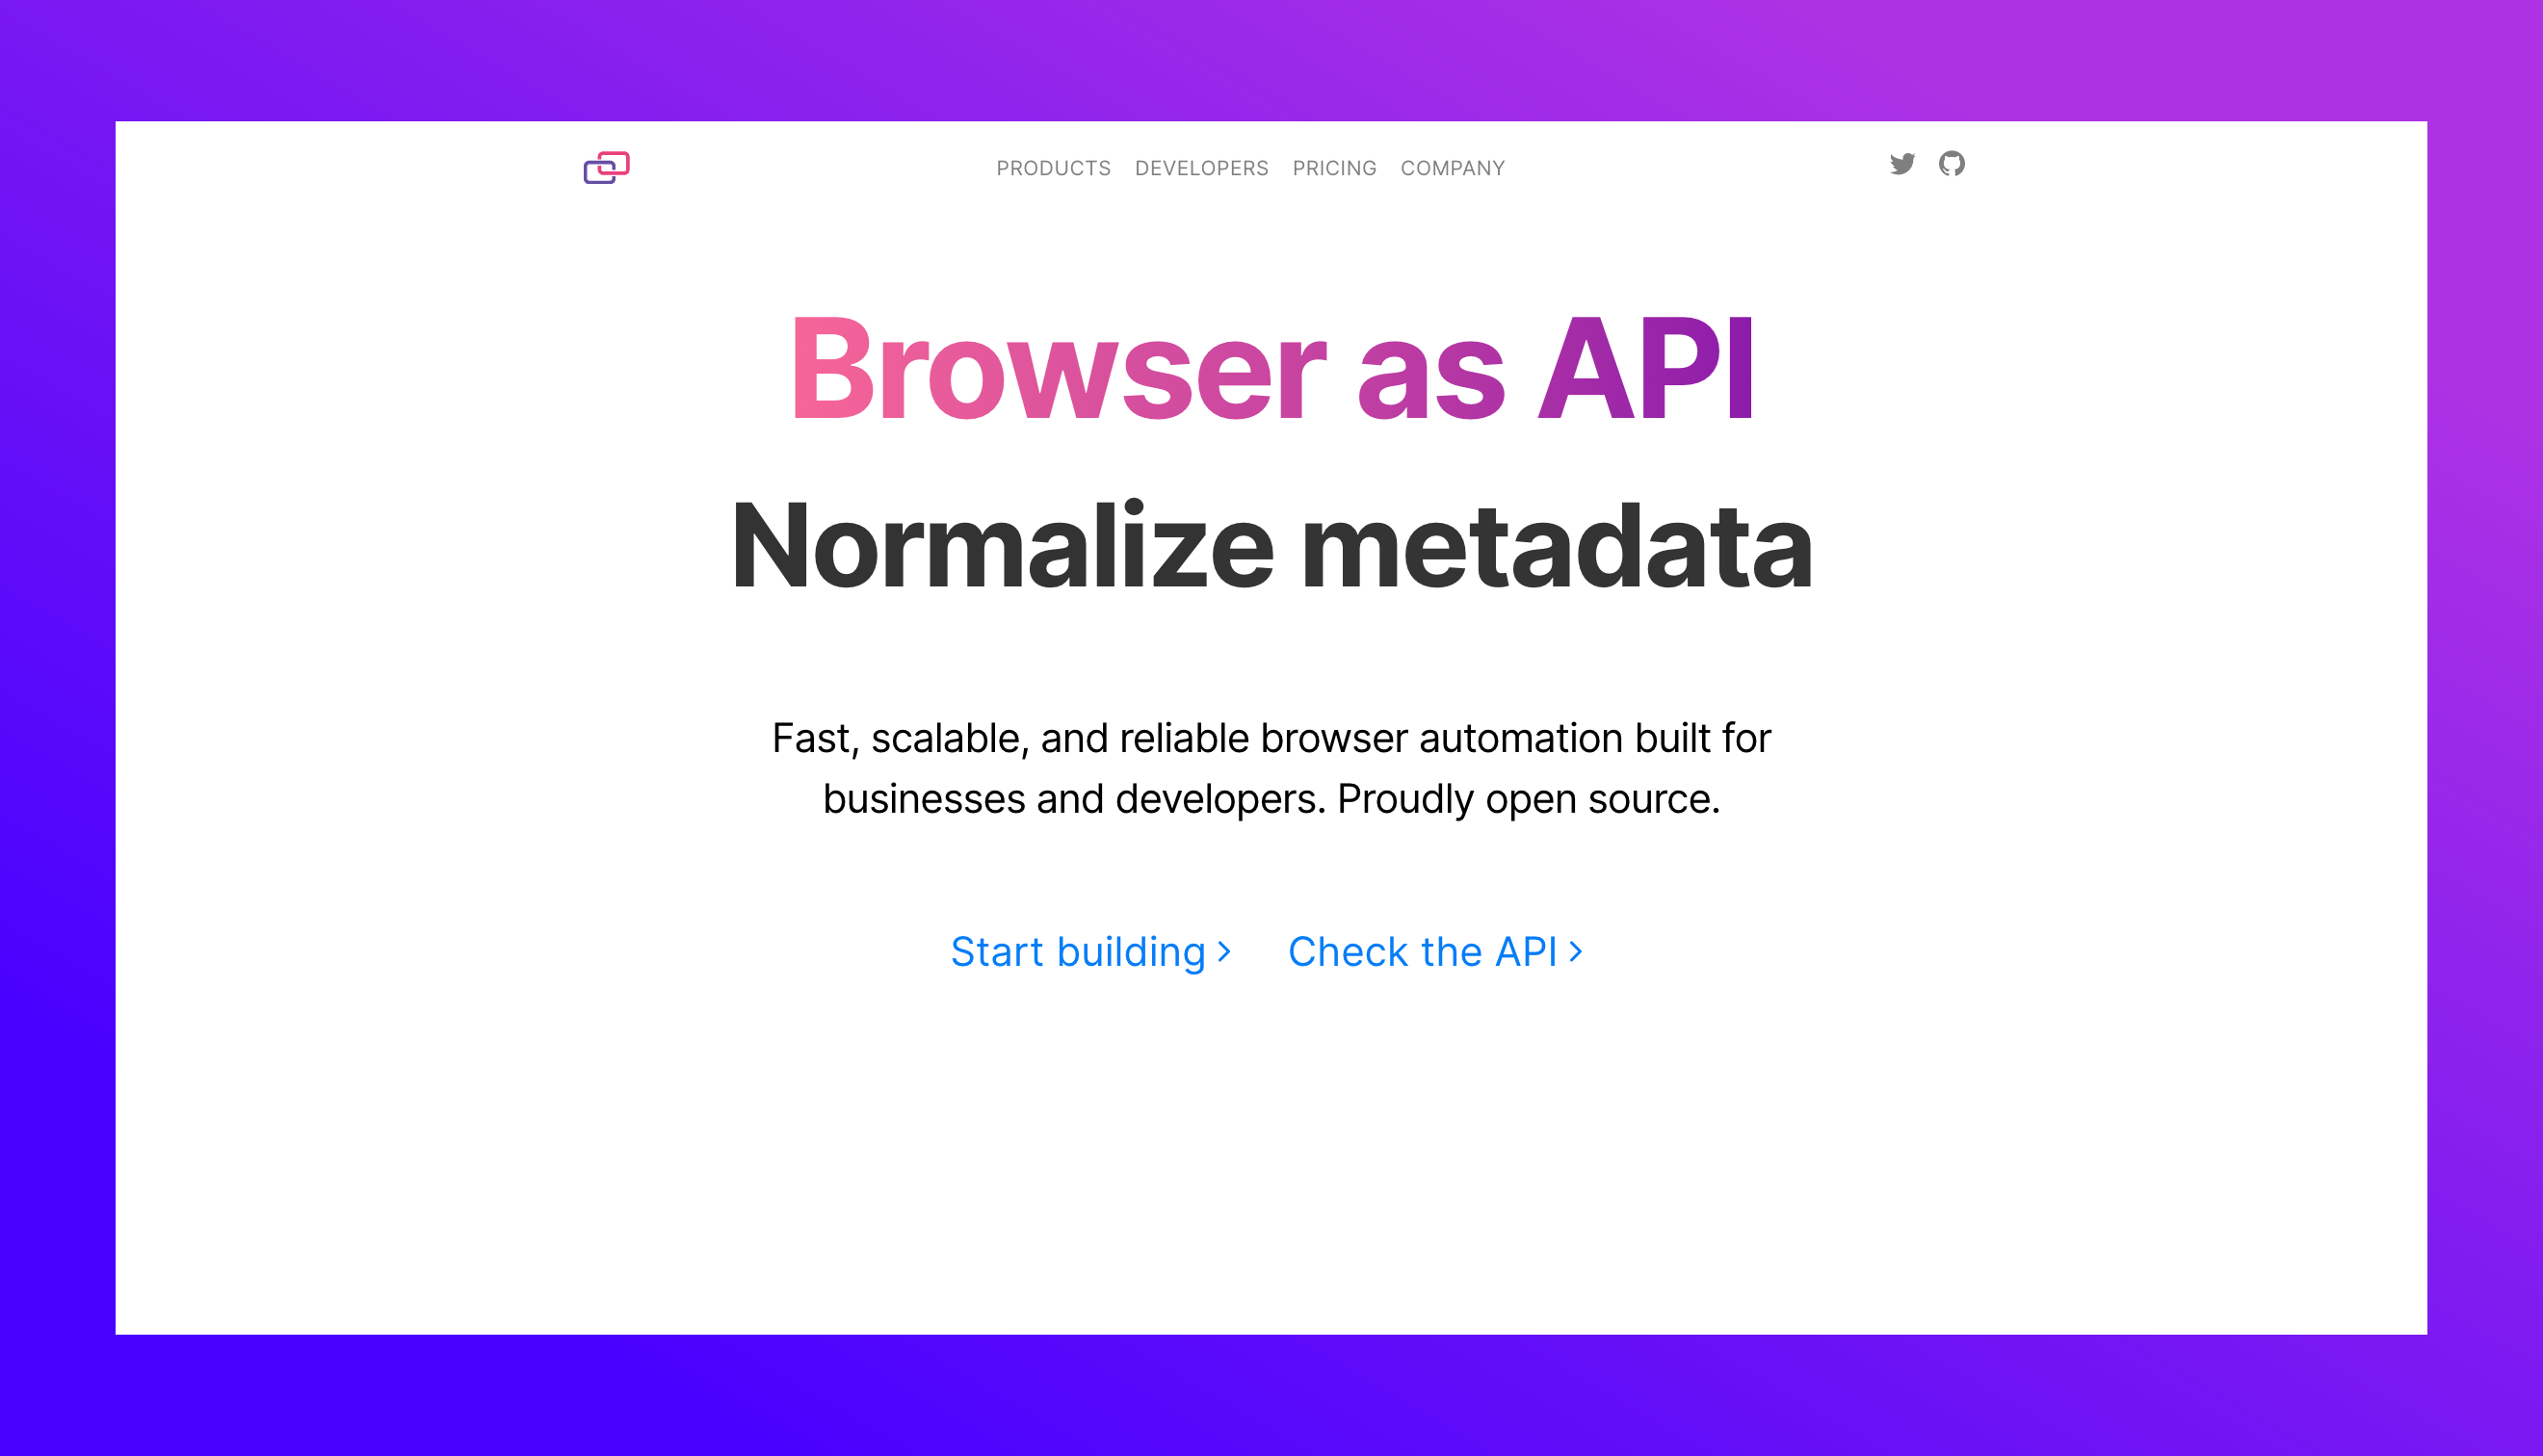 PRODUCTS DEVELOPERS PRICING COMPANY
Browser as API
Normalize metadata
Fast, scalable, and reliable browser automation built for
businesses and developers. Proudly open source.
Start building > Check the API >